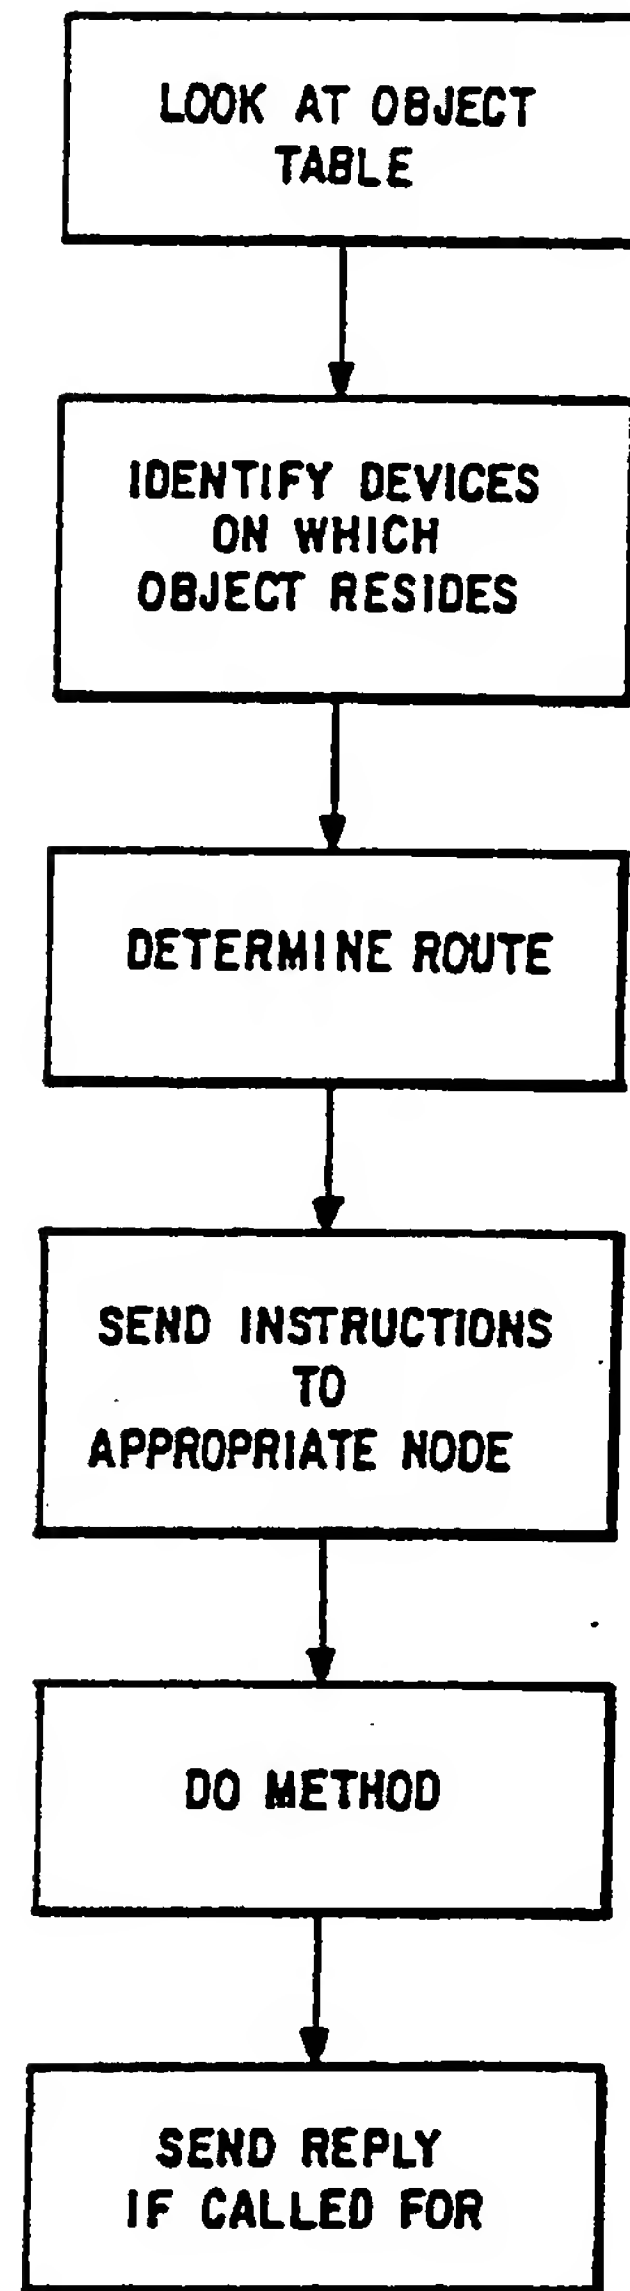 LOOK AT OBJECT
TABLE
IDENTIFY DEVICES
ON WHICH
OBJECT RESIDES
DETERMINE ROUTE
SEND INSTRUCTIONS
TO
APPROPRIATE NODE
DO METHOD
SEND REPLY
IF CALLED FOR